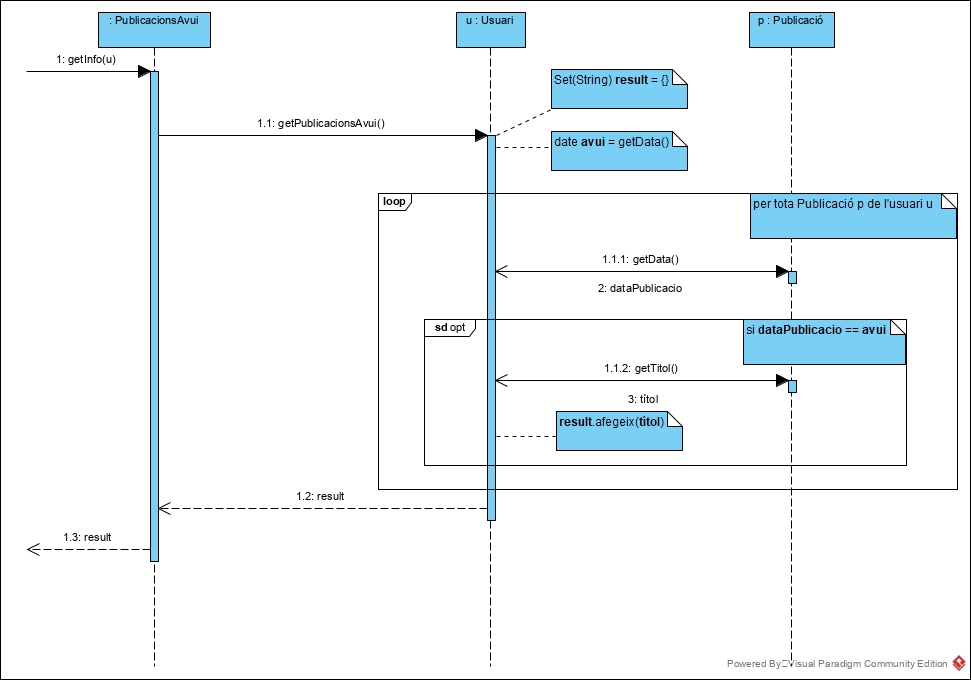 : PublicacionsAvui
u : Usuari
p : Publicació
1: getInfo(u)
Set(String) result = {}
1.1: getPublicacionsAvui()
date avui = getData()
loop
per tota Publicació p de l'usuari u
1.1.1: getData()
2: dataPublicacio
sd opt
si dataPublicacio == avui
1.1.2: getTitol()
3: títol
result.afegeix(títol)
1.2: result
1.3: result
Powered By Visual Paradigm Community Edition